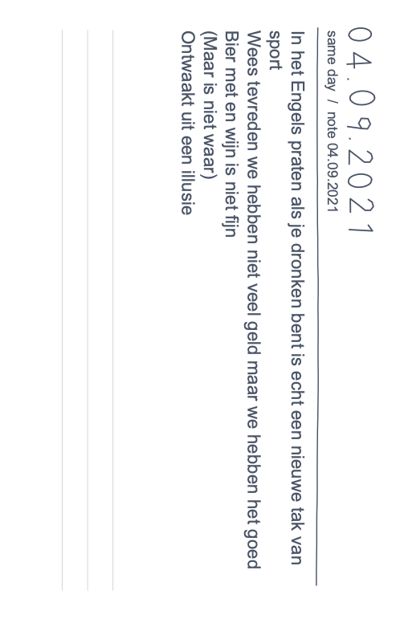 04.09.2021
same day / note 04.09.2021
In het Engels praten als je dronken bent is echt een nieuwe tak van
sport
Wees tevreden we hebben niet veel geld maar we hebben het goed
Bier met en wijn is niet fijn
(Maar is niet waar)
Ontwaakt uit een illusie